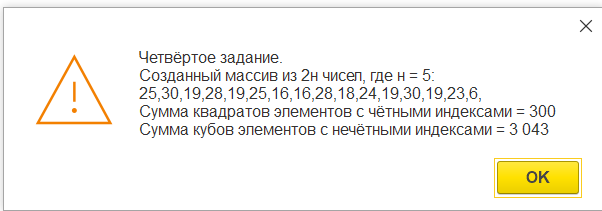 Четвёртое задание.
Созданный массив из 2н чисел, где н = 5:
25,30,19,28,19,25,16,16,28,18,24,19,30,19,23,6,
Сумма квадратов элементов с чётными индексами = 300
Сумма кубов элементов с нечётными индексами = 3 043
OK